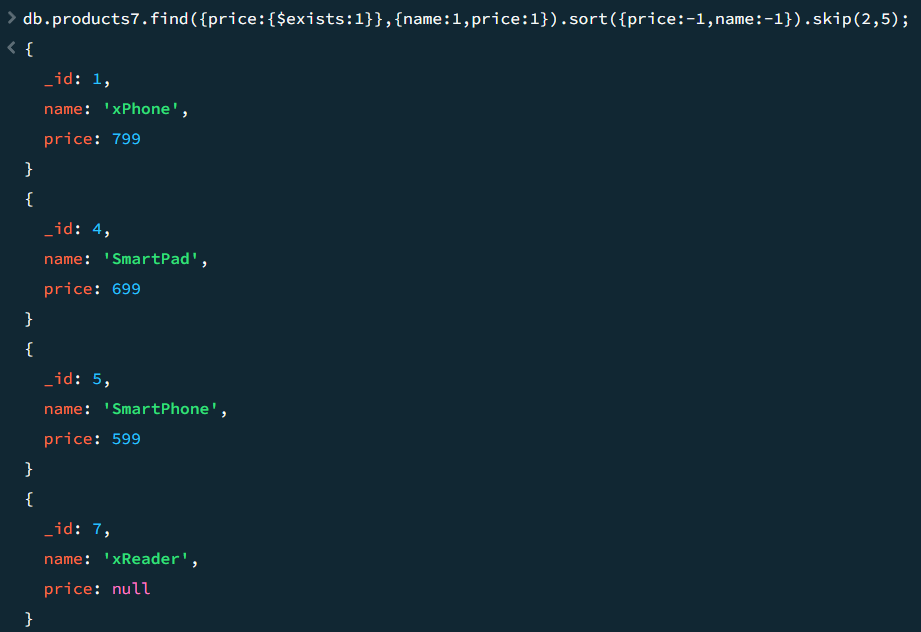 > db.products7.find({price:{$exists:1}},{name:1,price:1}).sort({price:-1,name:-1}).skip(2,5);
< {
_id: 1,
name: 'xPhone',
price: 799
}
{
_id: 4,
name: 'SmartPad',
price: 699
}
{
_id: 5,
name: 'SmartPhone',
price: 599
}
{
_id: 7,
name: 'xReader',
price: null
}